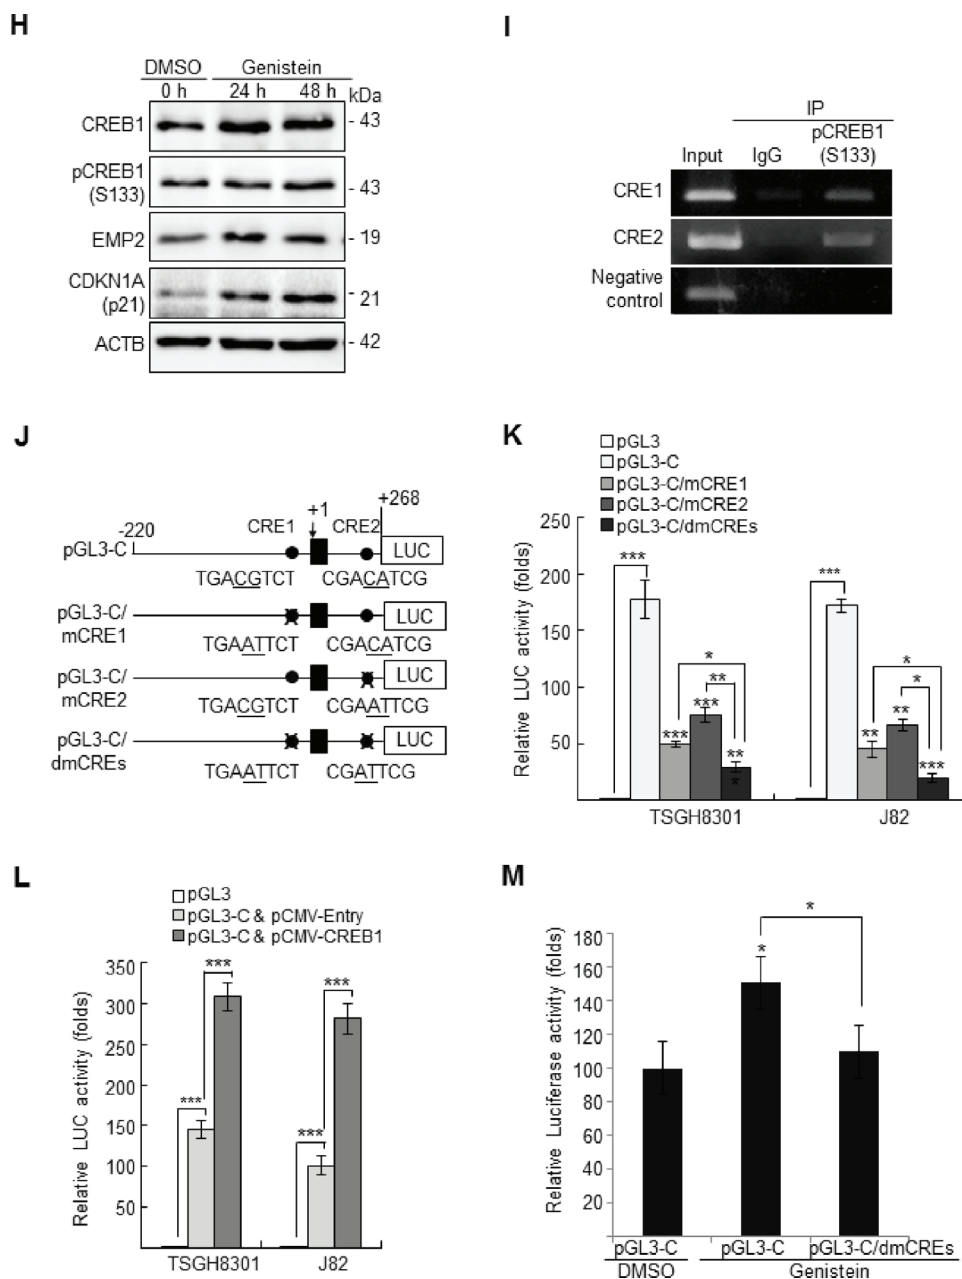 H
DMSO Genistein
0 h 24 h 48 h kDa
CREB1 - 43
pCREB1
(S133) - 43
EMP2 - 19
CDKN1A
(p21) - 21
ACTB - 42
I
IP
pCREB1
Input IgG (S133)
CRE1
CRE2
Negative
control
J
+268
+1
-220 CRE1 CRE2
pGL3-C LUC
TGACGTCT CGACATCG
pGL3-C/
mCRE1 LUC
TGAATTCT CGACATCG
pGL3-C/
mCRE2 LUC
TGACGTCT CGAATTCG
pGL3-C/
dmCREs LUC
TGAATTCT CGATTCG
K
pGL3
pGL3-C
pGL3-C/mCRE1
pGL3-C/mCRE2
pGL3-C/dmCREs
Relative LUC activity (folds)
250
200
150
100
50
*** *** * ** *** *** ** *
*** * * ** ** ***
TSGH8301 J82
L
pGL3
pGL3-C & pCMV-Entry
pGL3-C & pCMV-CREB1
Relative LUC activity (folds)
350
300
250
200
150
100
50
*** *** *** ***
TSGH8301 J82
M
Relative Luciferase activity (folds)
180
160
140
120
100
80
60
40
20
* *
pGL3-C pGL3-C pGL3-C/dmCREs
DMSO Genistein